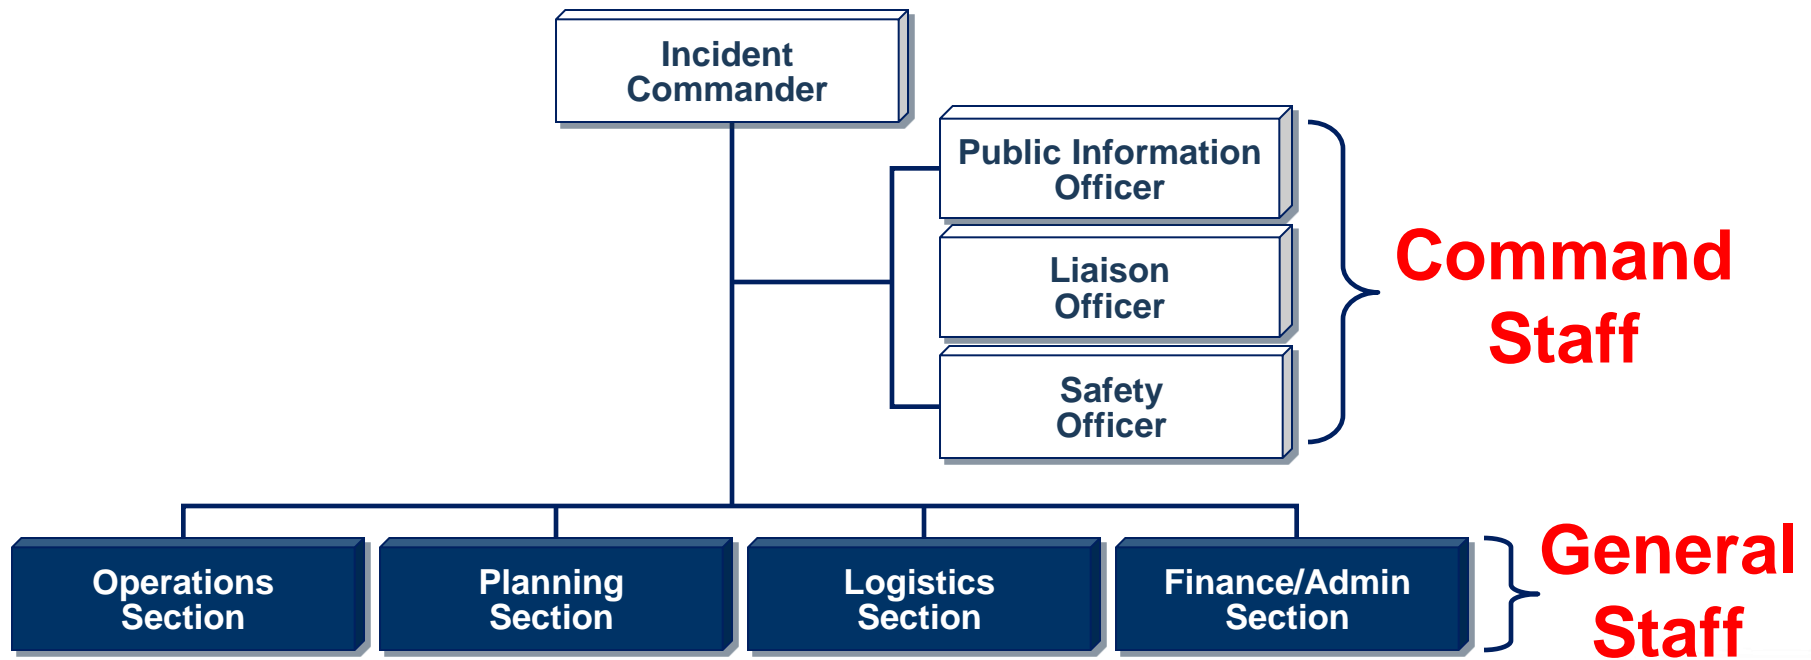 Incident
Commander
Public Information
Officer
Liaison
Officer
Safety
Officer
Command
Staff
Operations
Section
Planning
Section
Logistics
Section
Finance/Admin
Section
General
Staff